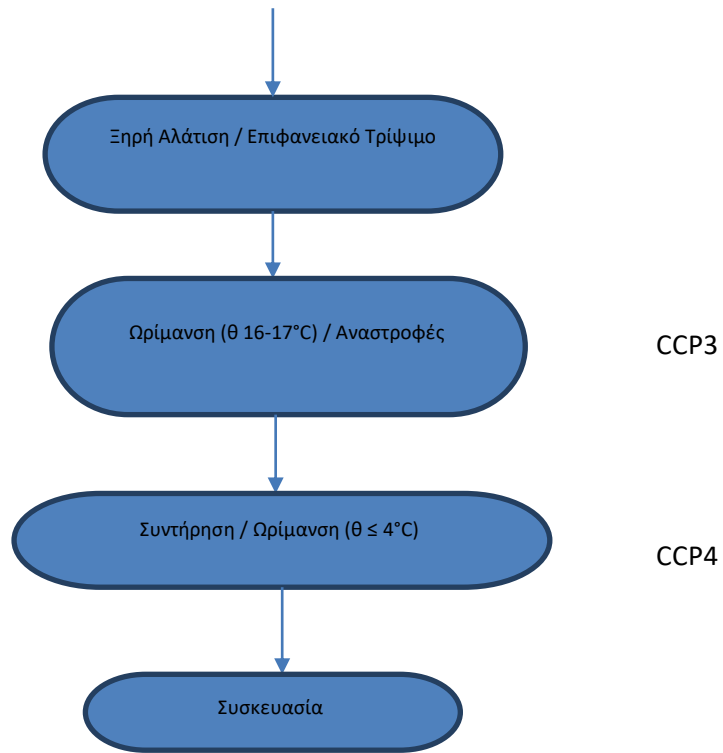 Ξηρή Αλάτιση / Επιφανειακό Τρίψιμο
Ωρίμανση (θ 16-17°C) / Αναστροφές
CCP3
Συντήρηση / Ωρίμανση (θ ≤ 4°C)
CCP4
Συσκευασία